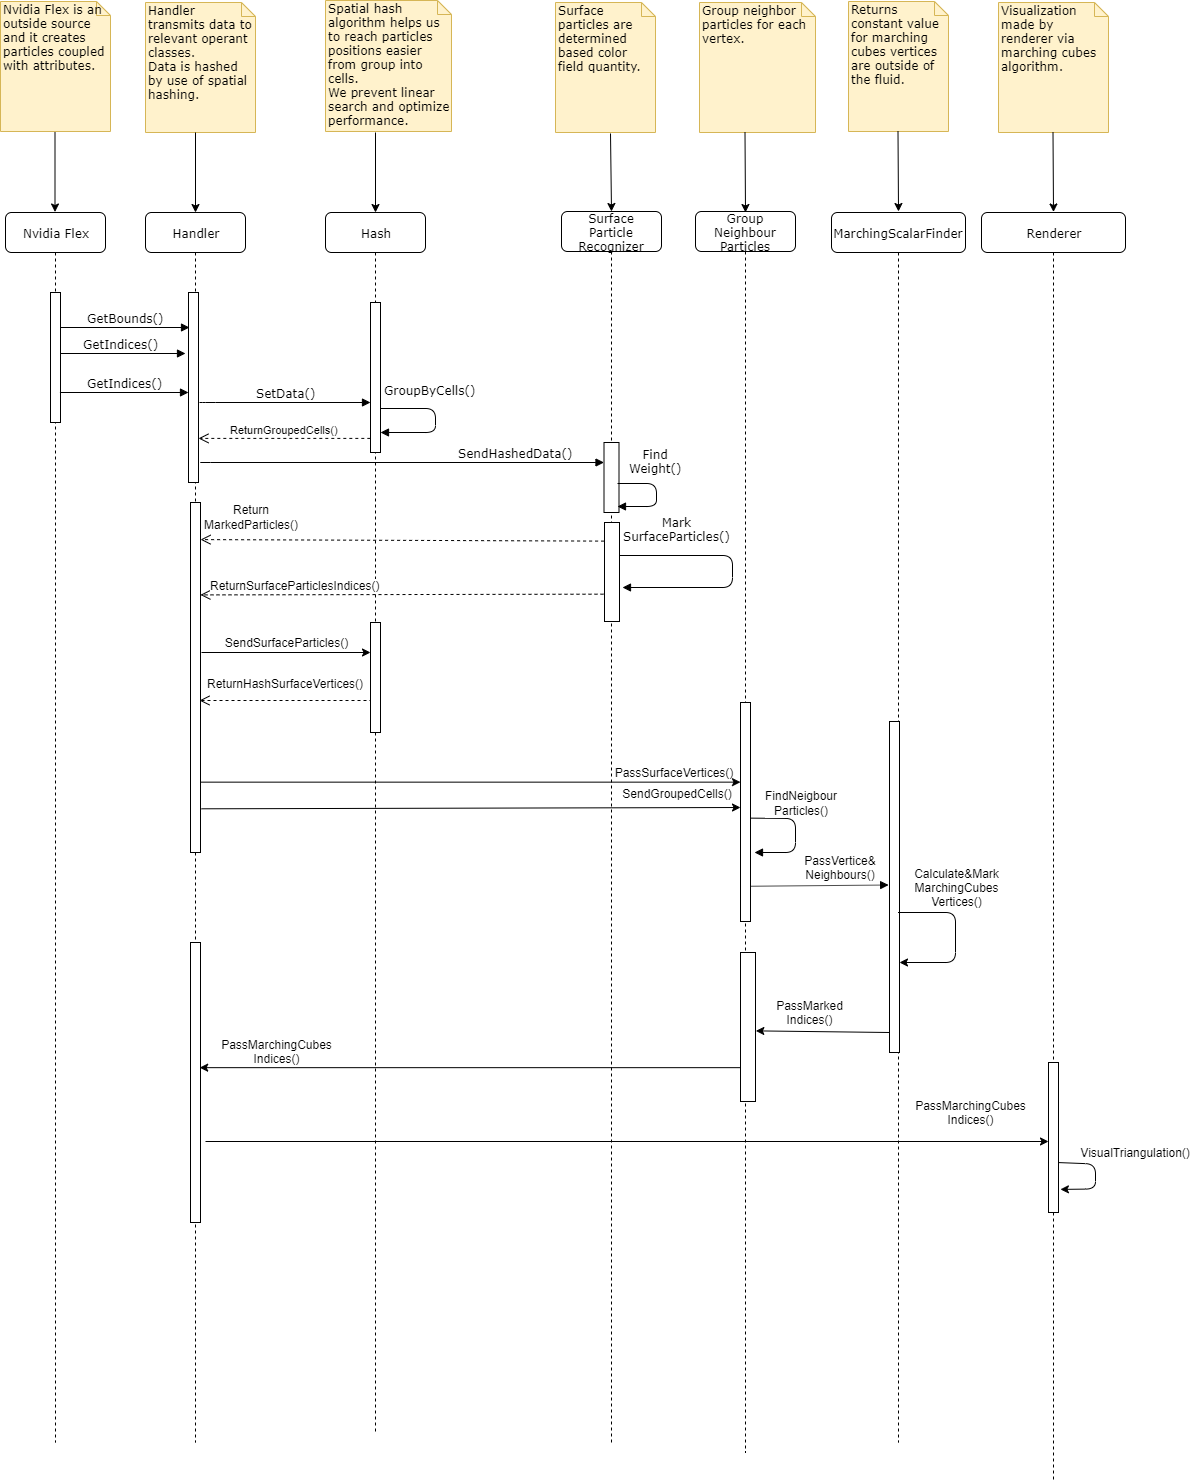 Nvidia Flex is an
outside source
and it creates
particles coupled
with attributes.
Handler
transmits data to
relevant operant
classes.
Data is hashed
by use of spatial
hashing.
Spatial hash
algorithm helps us
to reach particles
positions easier
from group into
cells.
We prevent linear
search and optimize
performance.
Surface
particles are
determined
based color
field quantity.
Group neighbor
particles for each
vertex.
Returns
constant value
for marching
cubes vertices
are outside of
the fluid.
Visualization
made by
renderer via
marching cubes
algorithm.
Nvidia Flex
Handler
Hash
Surface
Particle
Recognizer
Group
Neighbour
Particles
MarchingScalarFinder
Renderer
GetBounds()
GetIndices()
GetIndices()
SetData()
GroupByCells()
ReturnGroupedCells()
SendHashedData()
Find
Weight()
Return
MarkedParticles()
Mark
SurfaceParticles()
ReturnSurfaceParticlesIndices()
SendSurfaceParticles()
ReturnHashSurfaceVertices()
PassSurfaceVertices()
SendGroupedCells()
FindNeigbour
Particles()
PassVertice&
Neighbours()
Calculate&Mark
MarchingCubes
Vertices()
PassMarked
Indices()
PassMarchingCubes
Indices()
PassMarchingCubes
Indices()
VisualTriangulation()